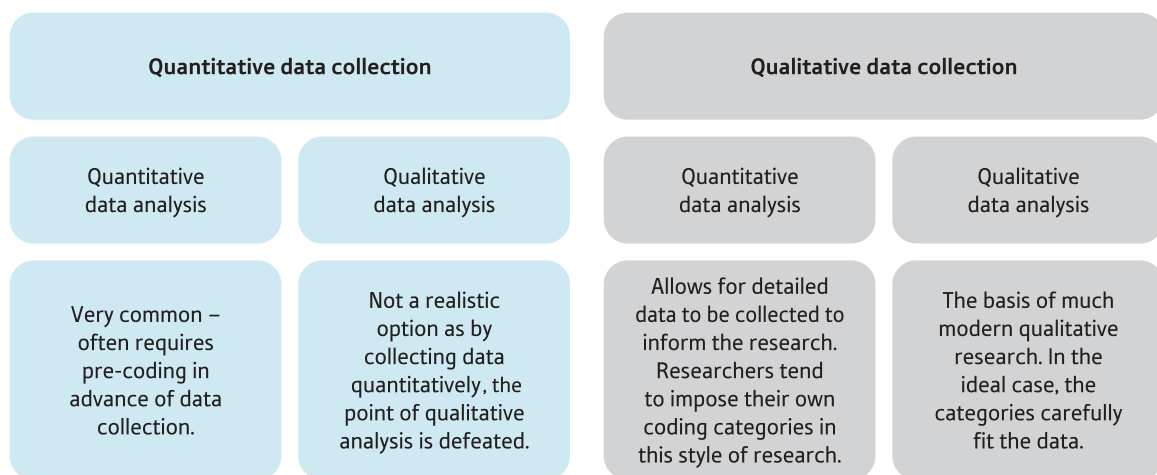 Quantitative data collection
Qualitative data collection
Quantitative
data analysis
Qualitative
data analysis
Quantitative
data analysis
Qualitative
data analysis
Very common –
often requires
pre-coding in
advance of data
collection.
Not a realistic
option as by
collecting data
quantitatively, the
point of qualitative
analysis is defeated.
Allows for detailed
data to be collected to
inform the research.
Researchers tend
to impose their own
coding categories in
this style of research.
The basis of much
modern qualitative
research. In the
ideal case, the
categories carefully
fit the data.